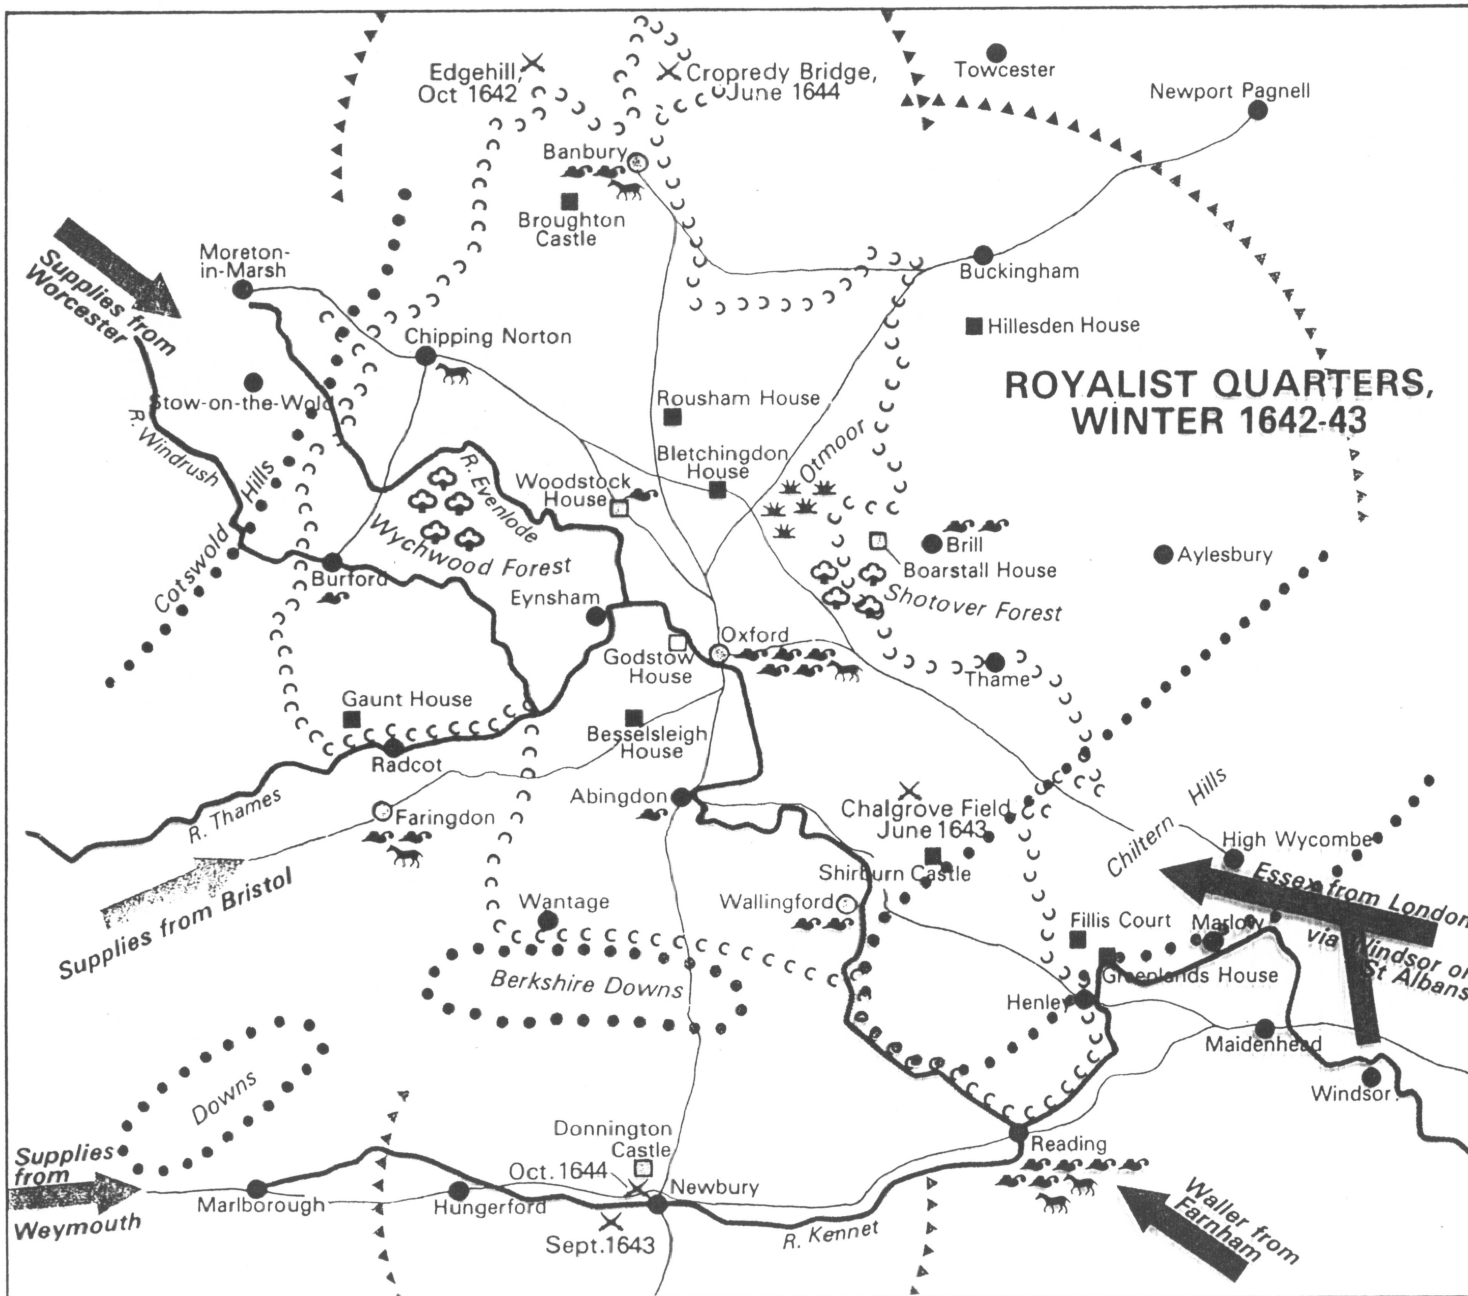 Edgehill,
Oct 1642
Cropredy Bridge,
June 1644
Towcester
Newport Pagnell
Banbury
Broughton
Castle
Moreton-
in-Marsh
Buckingham
Supplies from
Worcester
Hillesden House
Chipping Norton
ROYALIST QUARTERS,
WINTER 1642-43
Stow-on-the-Wold
Rousham House
R. Windrush
Hills
Cotswold
R. Evenlode
Woodstock
House
Bletchingdon
House
Otmoor
Wychwood Forest
Brill
Boarstall House
Aylesbury
Burford
Shotover Forest
Eynsham
Oxford
Godstow
House
Thame
Gaunt House
Besselsleigh
House
Radcot
R. Thames
Faringdon
Abingdon
Chalgrove Field
June 1643
Hills
Chiltern
High Wycombe
Supplies from Bristol
Shirburn Castle
Essex from London
via Windsor or
St Albans
Wantage
Wallingford
Fillis Court
Marlow
Berkshire Downs
Greenlands House
Henley
Maidenhead
Windsor
Downs
Donnington
Castle
Reading
Supplies
from
Weymouth
Oct. 1644
Newbury
Marlborough
Hungerford
Sept. 1643
R. Kennet
Waller from
Farnham